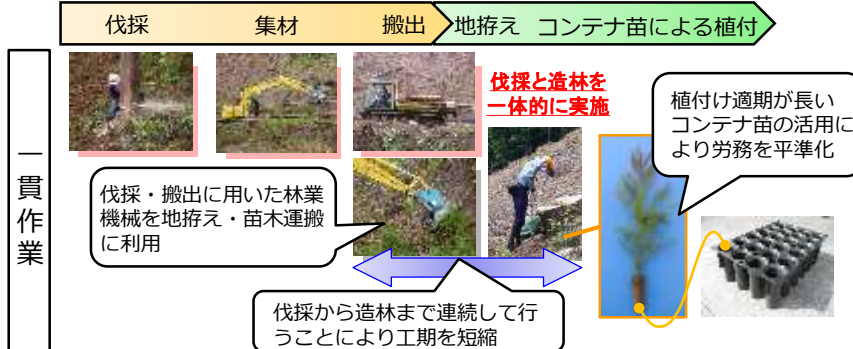 伐採 集材 搬出 地拵え コンテナ苗による植付
一貫作業
伐採と造林を
一体的に実施
植付け適期が長い
コンテナ苗の活用に
より労務を平準化
伐採・搬出に用いた林業
機械を地拵え・苗木運搬
に利用
伐採から造林まで連続して行
うことにより工期を短縮